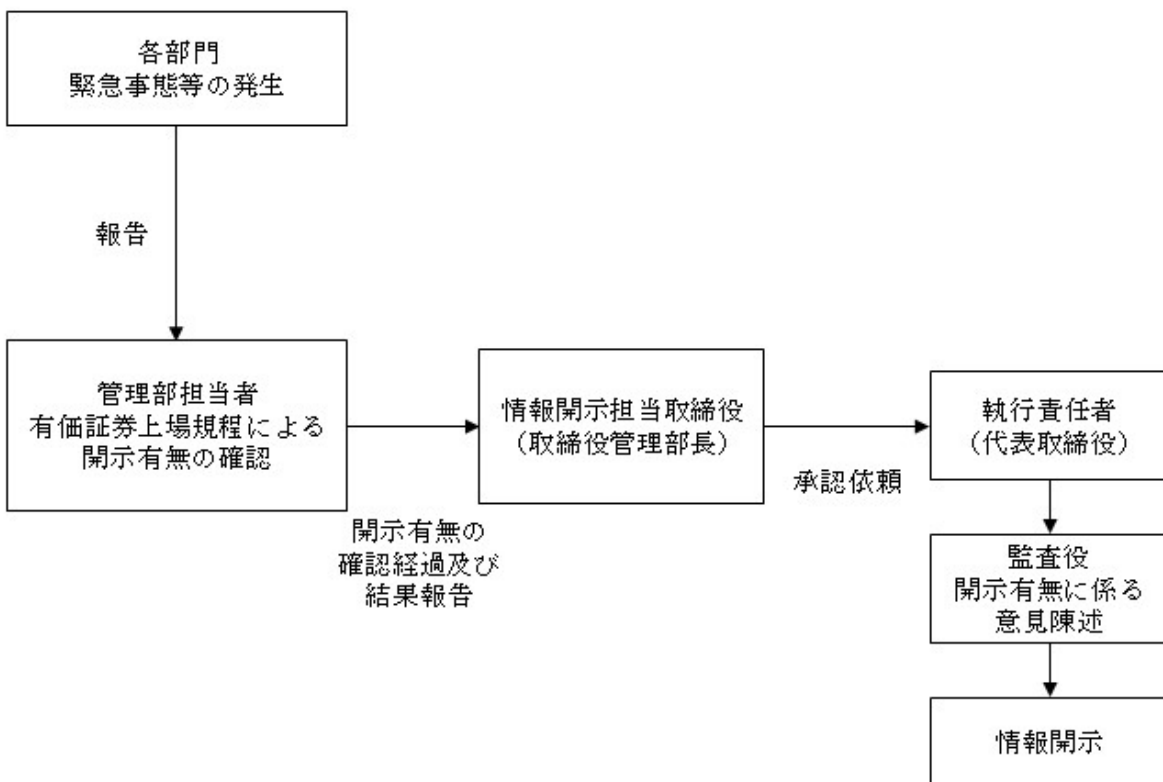 各部門
緊急事態等の発生
報告
管理部担当者
有価証券上場規程による
開示有無の確認
開示有無の
確認経過及び
結果報告
情報開示担当取締役
（取締役管理部長）
承認依頼
執行責任者
（代表取締役）
監査役
開示有無に係る
意見陳述
情報開示